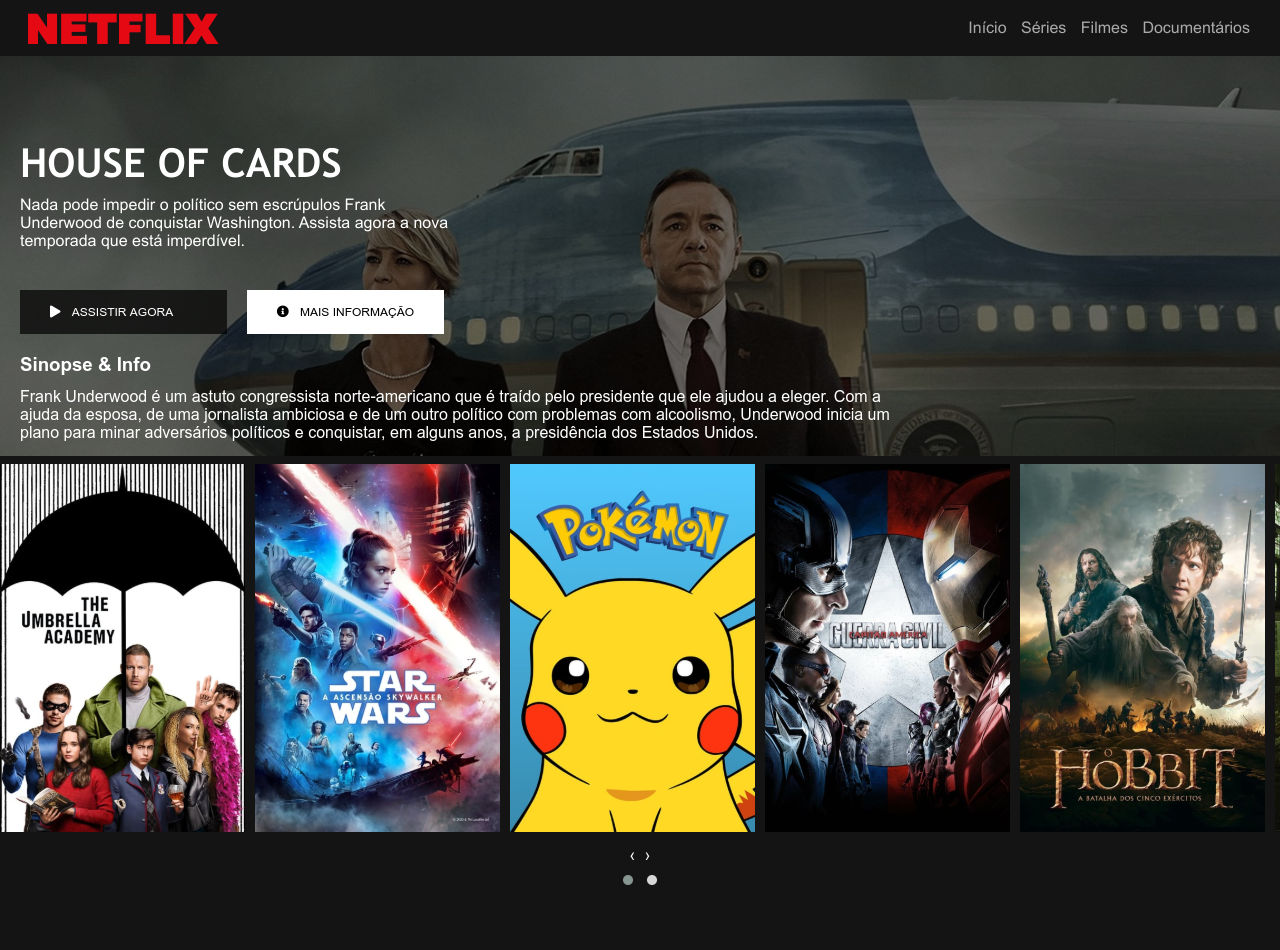 NETFLIX
Início Séries Filmes Documentários
HOUSE OF CARDS
Nada pode impedir o político sem escrúpulos Frank
Underwood de conquistar Washington. Assista agora a nova
temporada que está imperdível.
ASSISTIR AGORA
MAIS INFORMAÇÃO
Sinopse & Info
Frank Underwood é um astuto congressista norte-americano que é traído pelo presidente que ele ajudou a eleger. Com a
ajuda da esposa, de uma jornalista ambiciosa e de um outro político com problemas com alcoolismo, Underwood inicia um
plano para minar adversários políticos e conquistar, em alguns anos, a presidência dos Estados Unidos.
THE
UMBRELLA
ACADEMY
STAR
A ASCENSÃO SKYWALKER
WARS
POKéMON
GUERRA CIVIL
CAPITÃO AMÉRICA
O
HOBBIT
A BATALHA DOS CINCO EXÉRCITOS
‹ ›